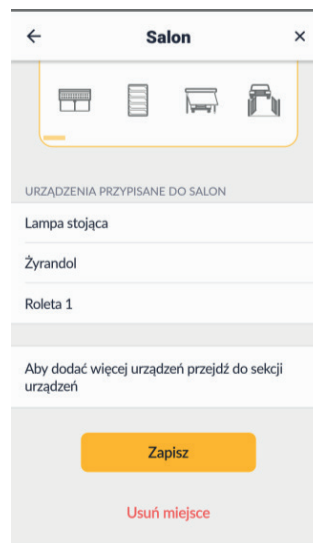 Salon
URZĄDZENIA PRZYPISANE DO SALON
Lampa stojąca
Żyrandol
Roleta 1
Aby dodać więcej urządzeń przejdź do sekcji
urządzeń
Zapisz
Usuń miejsce